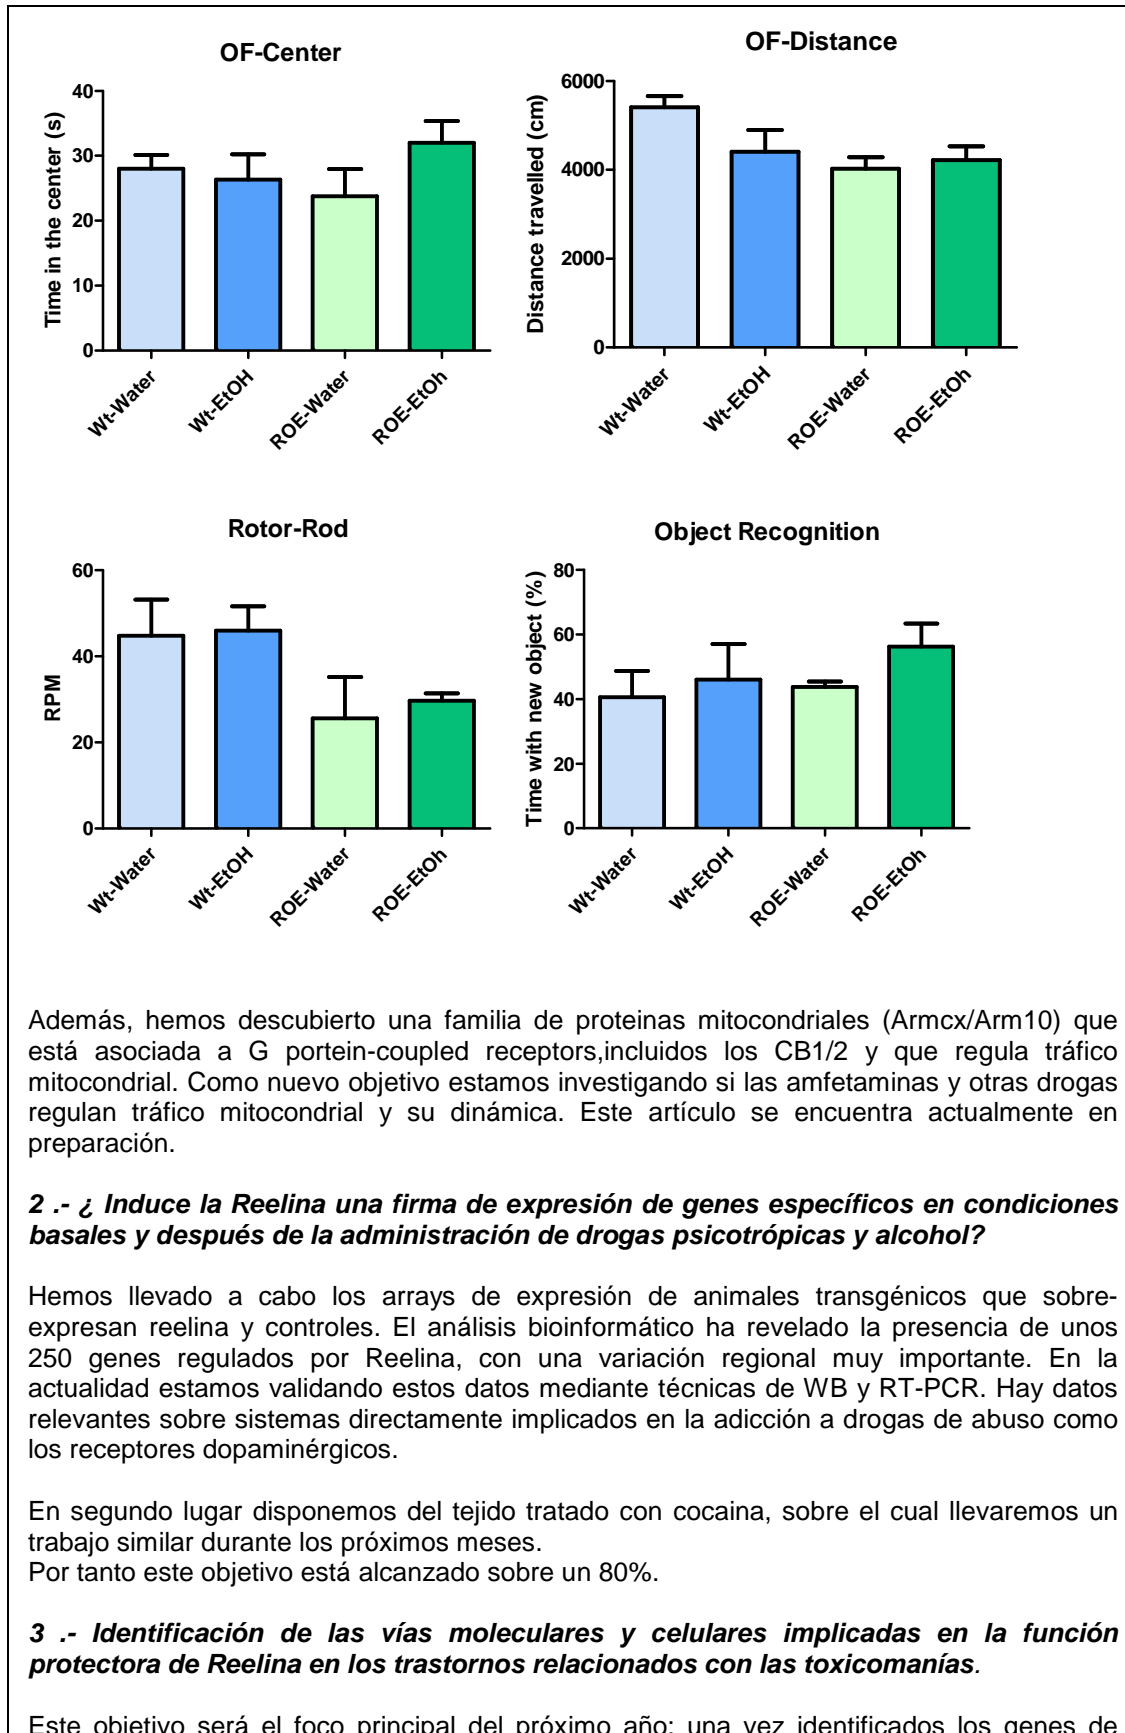 OF-Center
Time in the center (s)
40
30
20
10
0
Wt-Water
Wt-EtOH
ROE-Water
ROE-EtOh
OF-Distance
Distance travelled (cm)
6000
4000
2000
0
Wt-Water
Wt-EtOH
ROE-Water
ROE-EtOh
Rotor-Rod
RPM
60
40
20
0
Wt-Water
Wt-EtOH
ROE-Water
ROE-EtOh
Object Recognition
Time with new object (%)
80
60
40
20
0
Wt-Water
Wt-EtOH
ROE-Water
ROE-EtOh
Además, hemos descubierto una familia de proteinas mitocondriales (Armcx/Arm10) que
está asociada a G portein-coupled receptors,incluidos los CB1/2 y que regula tráfico
mitocondrial. Como nuevo objetivo estamos investigando si las amfetaminas y otras drogas
regulan tráfico mitocondrial y su dinámica. Este artículo se encuentra actualmente en
preparación.
2 .- ¿ Induce la Reelina una firma de expresión de genes específicos en condiciones
basales y después de la administración de drogas psicotrópicas y alcohol?
Hemos llevado a cabo los arrays de expresión de animales transgénicos que sobre-
expresan reelina y controles. El análisis bioinformático ha revelado la presencia de unos
250 genes regulados por Reelina, con una variación regional muy importante. En la
actualidad estamos validando estos datos mediante técnicas de WB y RT-PCR. Hay datos
relevantes sobre sistemas directamente implicados en la adicción a drogas de abuso como
los receptores dopaminérgicos.
En segundo lugar disponemos del tejido tratado con cocaina, sobre el cual llevaremos un
trabajo similar durante los próximos meses.
Por tanto este objetivo está alcanzado sobre un 80%.
3 .- Identificación de las vías moleculares y celulares implicadas en la función
protectora de Reelina en los trastornos relacionados con las toxicomanías.
Este objetivo será el foco principal del próximo año: una vez identificados los genes de